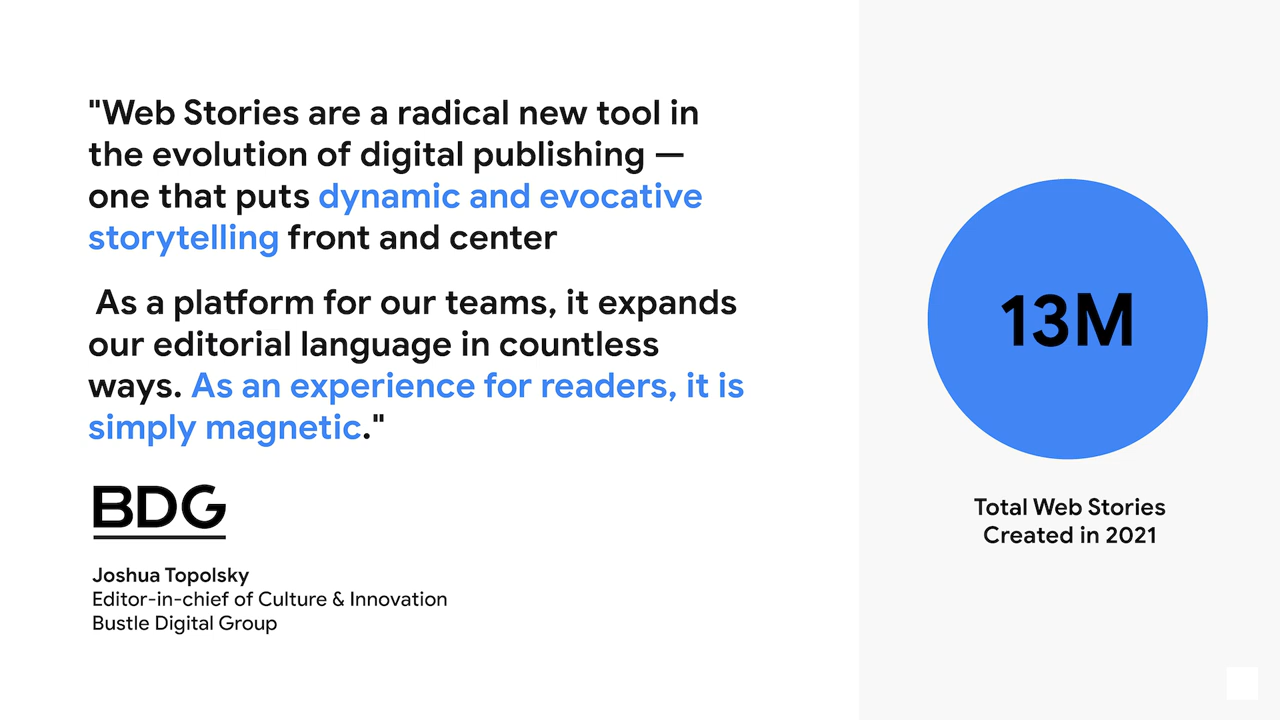 "Web Stories are a radical new tool in
the evolution of digital publishing —
one that puts dynamic and evocative
storytelling front and center
As a platform for our teams, it expands
our editorial language in countless
ways. As an experience for readers, it is
simply magnetic."
BDG
Joshua Topolsky
Editor-in-chief of Culture & Innovation
Bustle Digital Group
13M
Total Web Stories
Created in 2021